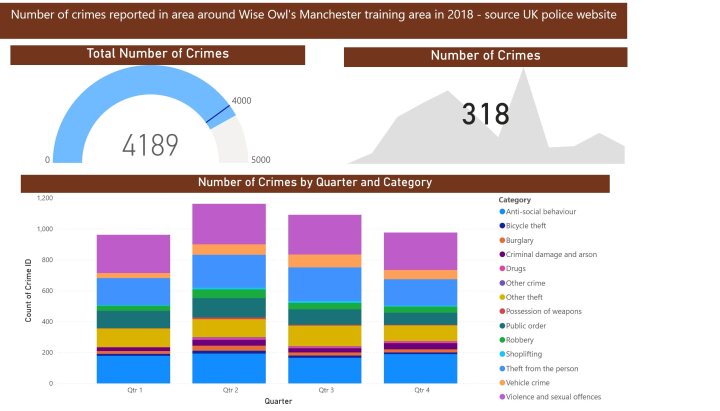 Number of crimes reported in area around Wise Owl's Manchester training area in 2018 - source UK police website
Total Number of Crimes
4000
4189
0
5000
Number of Crimes
318
Number of Crimes by Quarter and Category
1,200
1,000
800
600
400
200
0
Count of Crime ID
Qtr 1
Qtr 2
Qtr 3
Qtr 4
Quarter
Category
Anti-social behaviour
Bicycle theft
Burglary
Criminal damage and arson
Drugs
Other crime
Other theft
Possession of weapons
Public order
Robbery
Shoplifting
Theft from the person
Vehicle crime
Violence and sexual offences